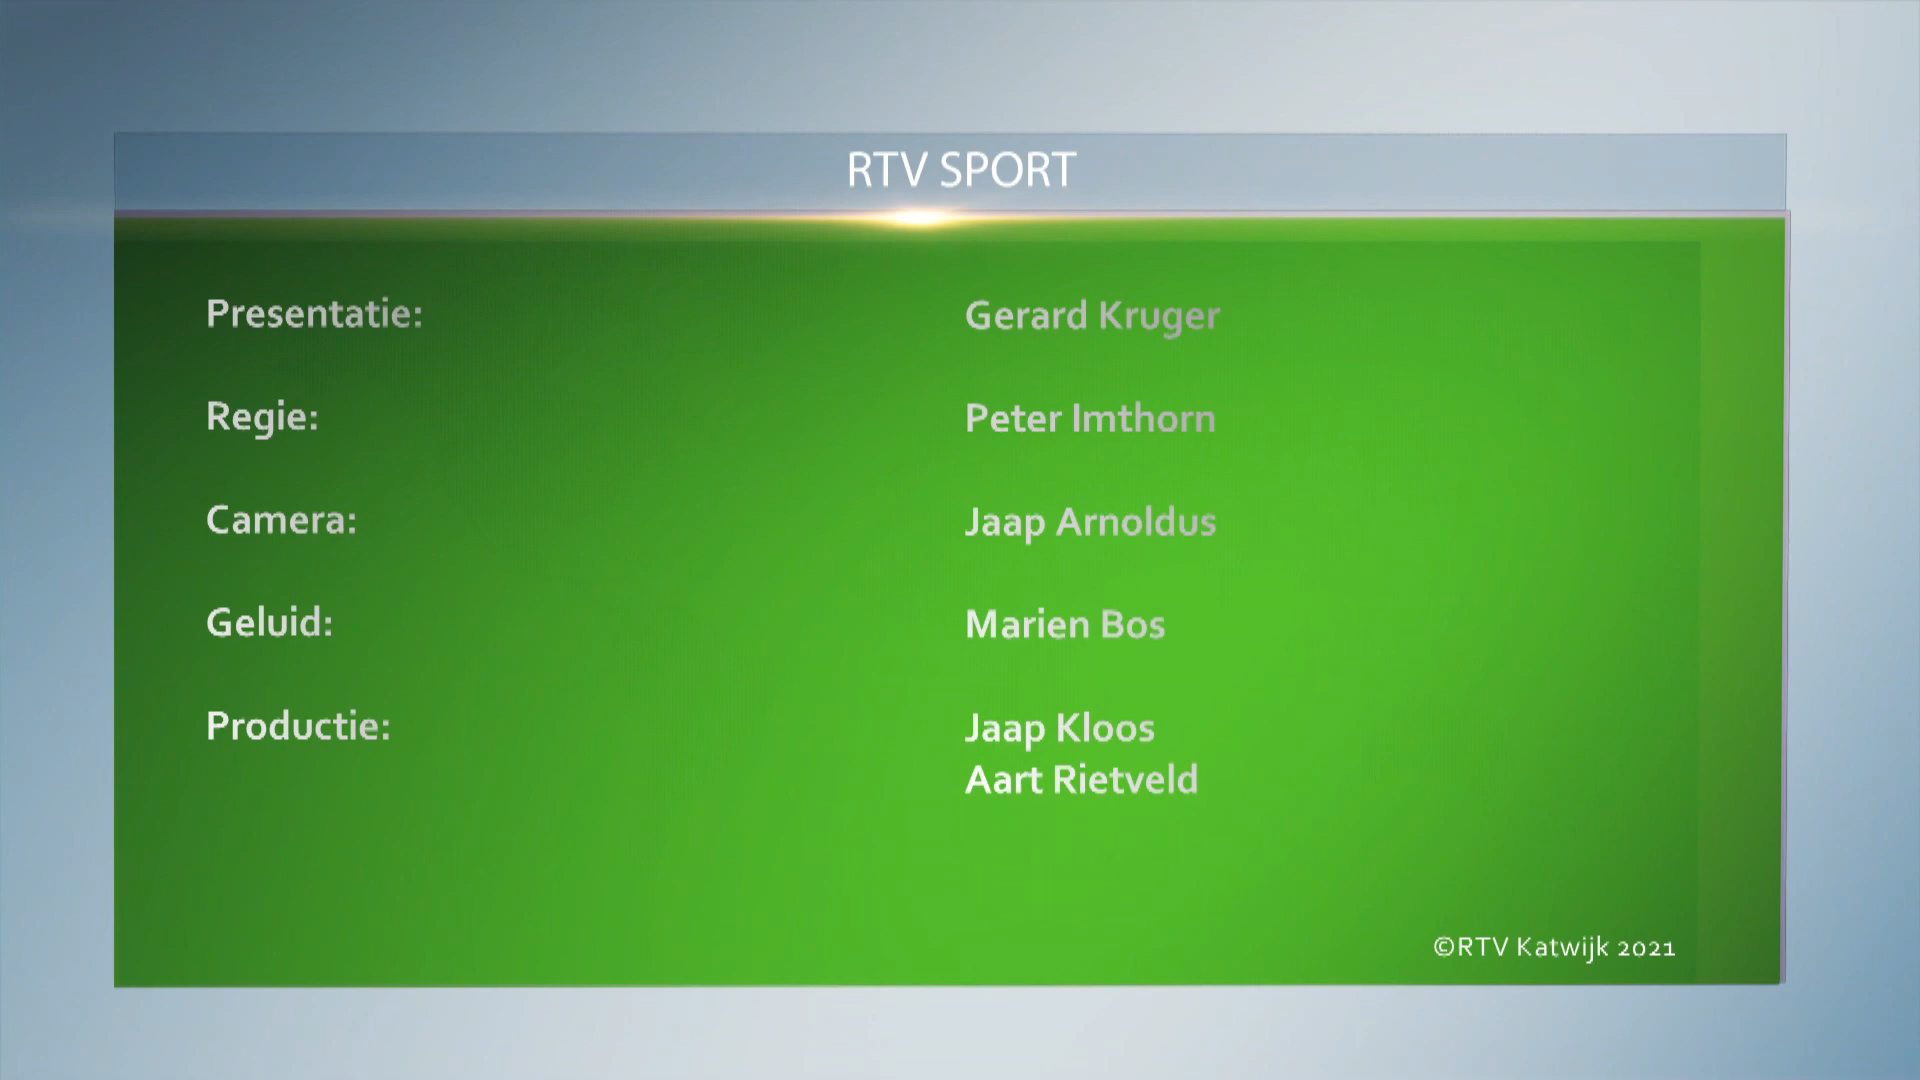 RTV SPORT
Presentatie: Gerard Kruger
Regie: Peter Imthorn
Camera: Jaap Arnoldus
Geluid: Marien Bos
Productie: Jaap Kloos
Aart Rietveld
©RTV Katwijk 2021